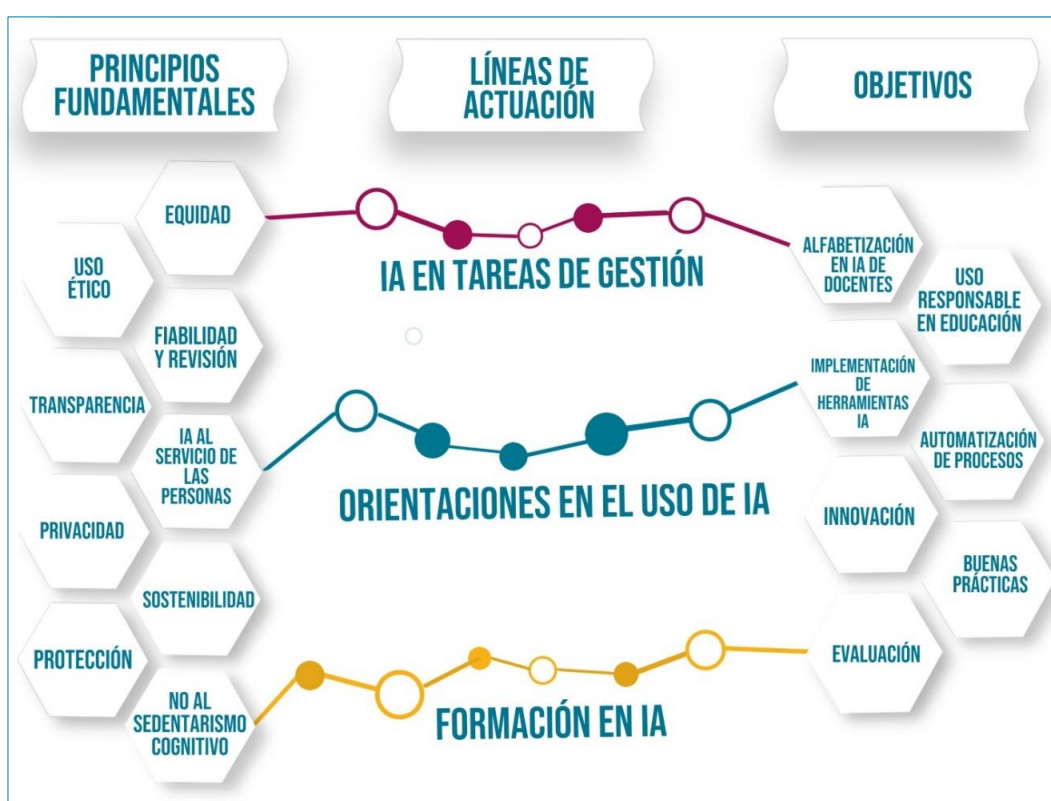 PRINCIPIOS
FUNDAMENTALES
LÍNEAS DE
ACTUACIÓN
OBJETIVOS
EQUIDAD
USO
ÉTICO
FIABILIDAD
Y REVISIÓN
TRANSPARENCIA
IA AL
SERVICIO DE
LAS
PERSONAS
PRIVACIDAD
SOSTENIBILIDAD
PROTECCIÓN
NO AL
SEDENTARISMO
COGNITIVO
IA EN TAREAS DE GESTIÓN
ORIENTACIONES EN EL USO DE IA
FORMACIÓN EN IA
ALFABETIZACIÓN
EN IA DE
DOCENTES
USO
RESPONSABLE
EN EDUCACIÓN
IMPLEMENTACIÓN
DE
HERRAMIENTAS
IA
AUTOMATIZACIÓN
DE PROCESOS
INNOVACIÓN
BUENAS
PRÁCTICAS
EVALUACIÓN